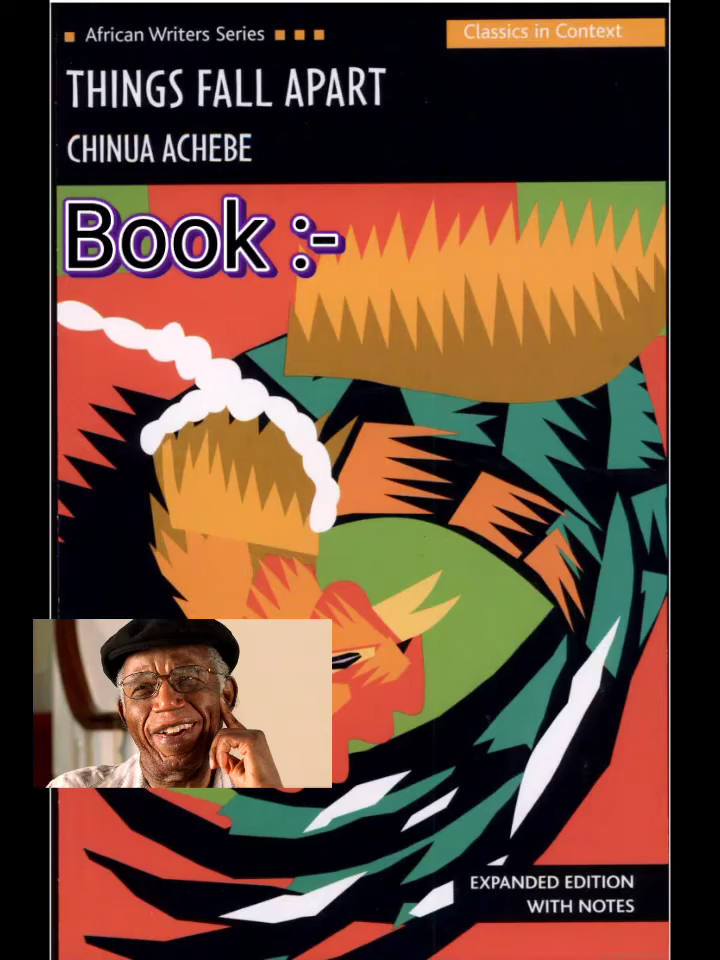 African Writers Series
Classics in Context
THINGS FALL APART
CHINUA ACHEBE
Book :-
EXPANDED EDITION
WITH NOTES